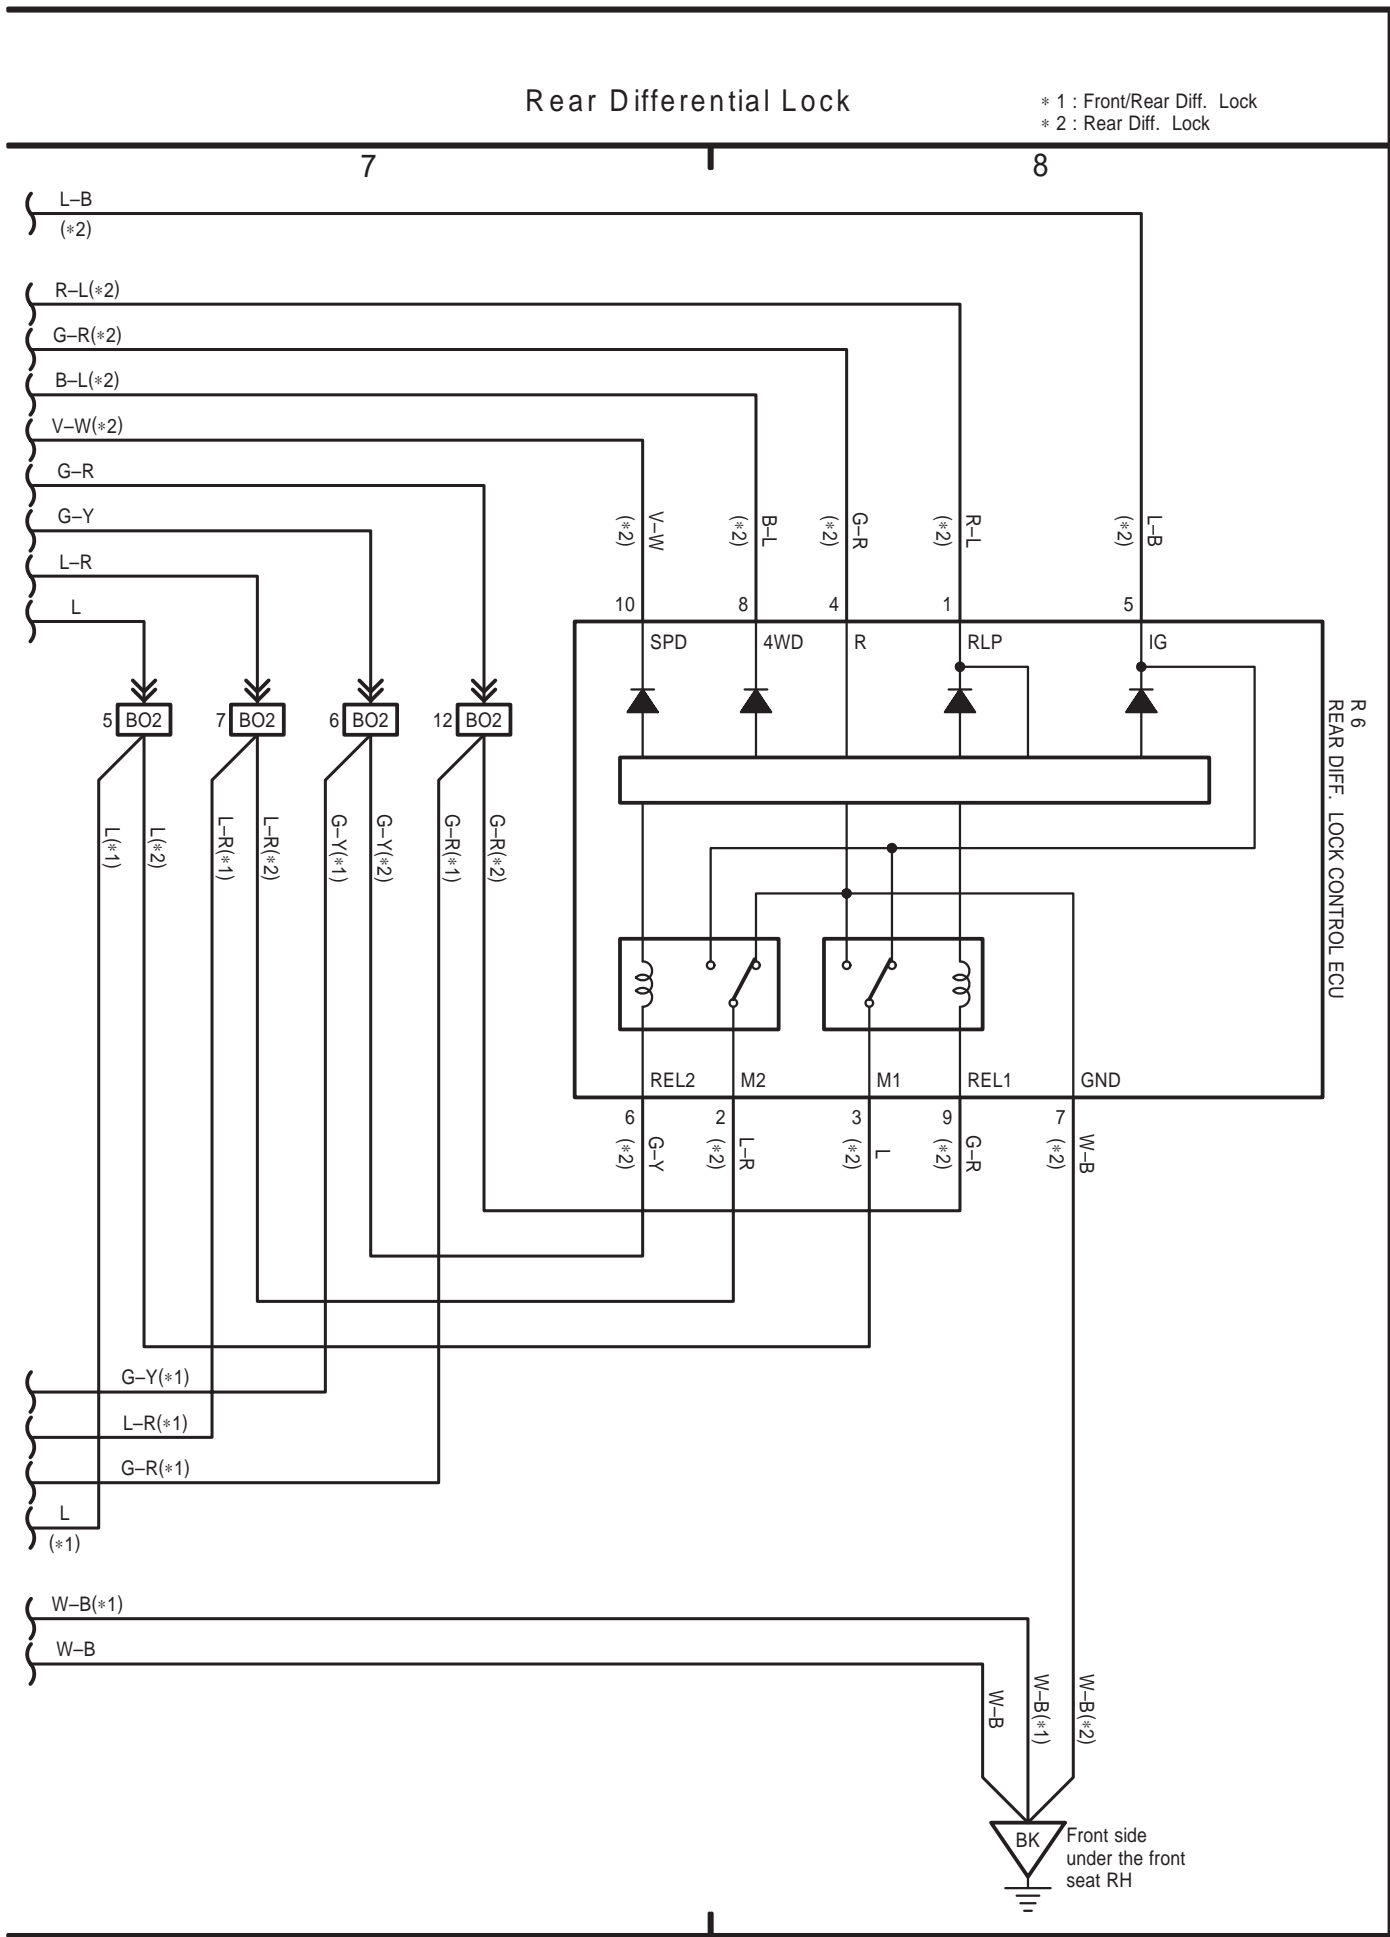 Rear Differential Lock
∗ 1 : Front/Rear Diff. Lock
∗ 2 : Rear Diff. Lock
7
8
L–B
(∗2)
R–L(∗2)
G–R(∗2)
B–L(∗2)
V–W(∗2)
G–R
G–Y
L–R
L
V–W
(∗2)
B–L
(∗2)
G–R
(∗2)
R–L
(∗2)
L–B
(∗2)
10
8
4
1
5
SPD
4WD
R
RLP
IG
5 BO2
7 BO2
6 BO2
12 BO2
R 6
REAR DIFF. LOCK CONTROL ECU
L(∗1)
L(∗2)
L–R(∗1)
L–R(∗2)
G–Y(∗1)
G–Y(∗2)
G–R(∗1)
G–R(∗2)
REL2
M2
M1
REL1
GND
6
2
3
9
7
G–Y
(∗2)
L–R
(∗2)
L
(∗2)
G–R
(∗2)
W–B
(∗2)
G–Y(∗1)
L–R(∗1)
G–R(∗1)
L
(∗1)
W–B(∗1)
W–B
W–B
W–B(∗1)
W–B(∗2)
BK
Front side
under the front
seat RH